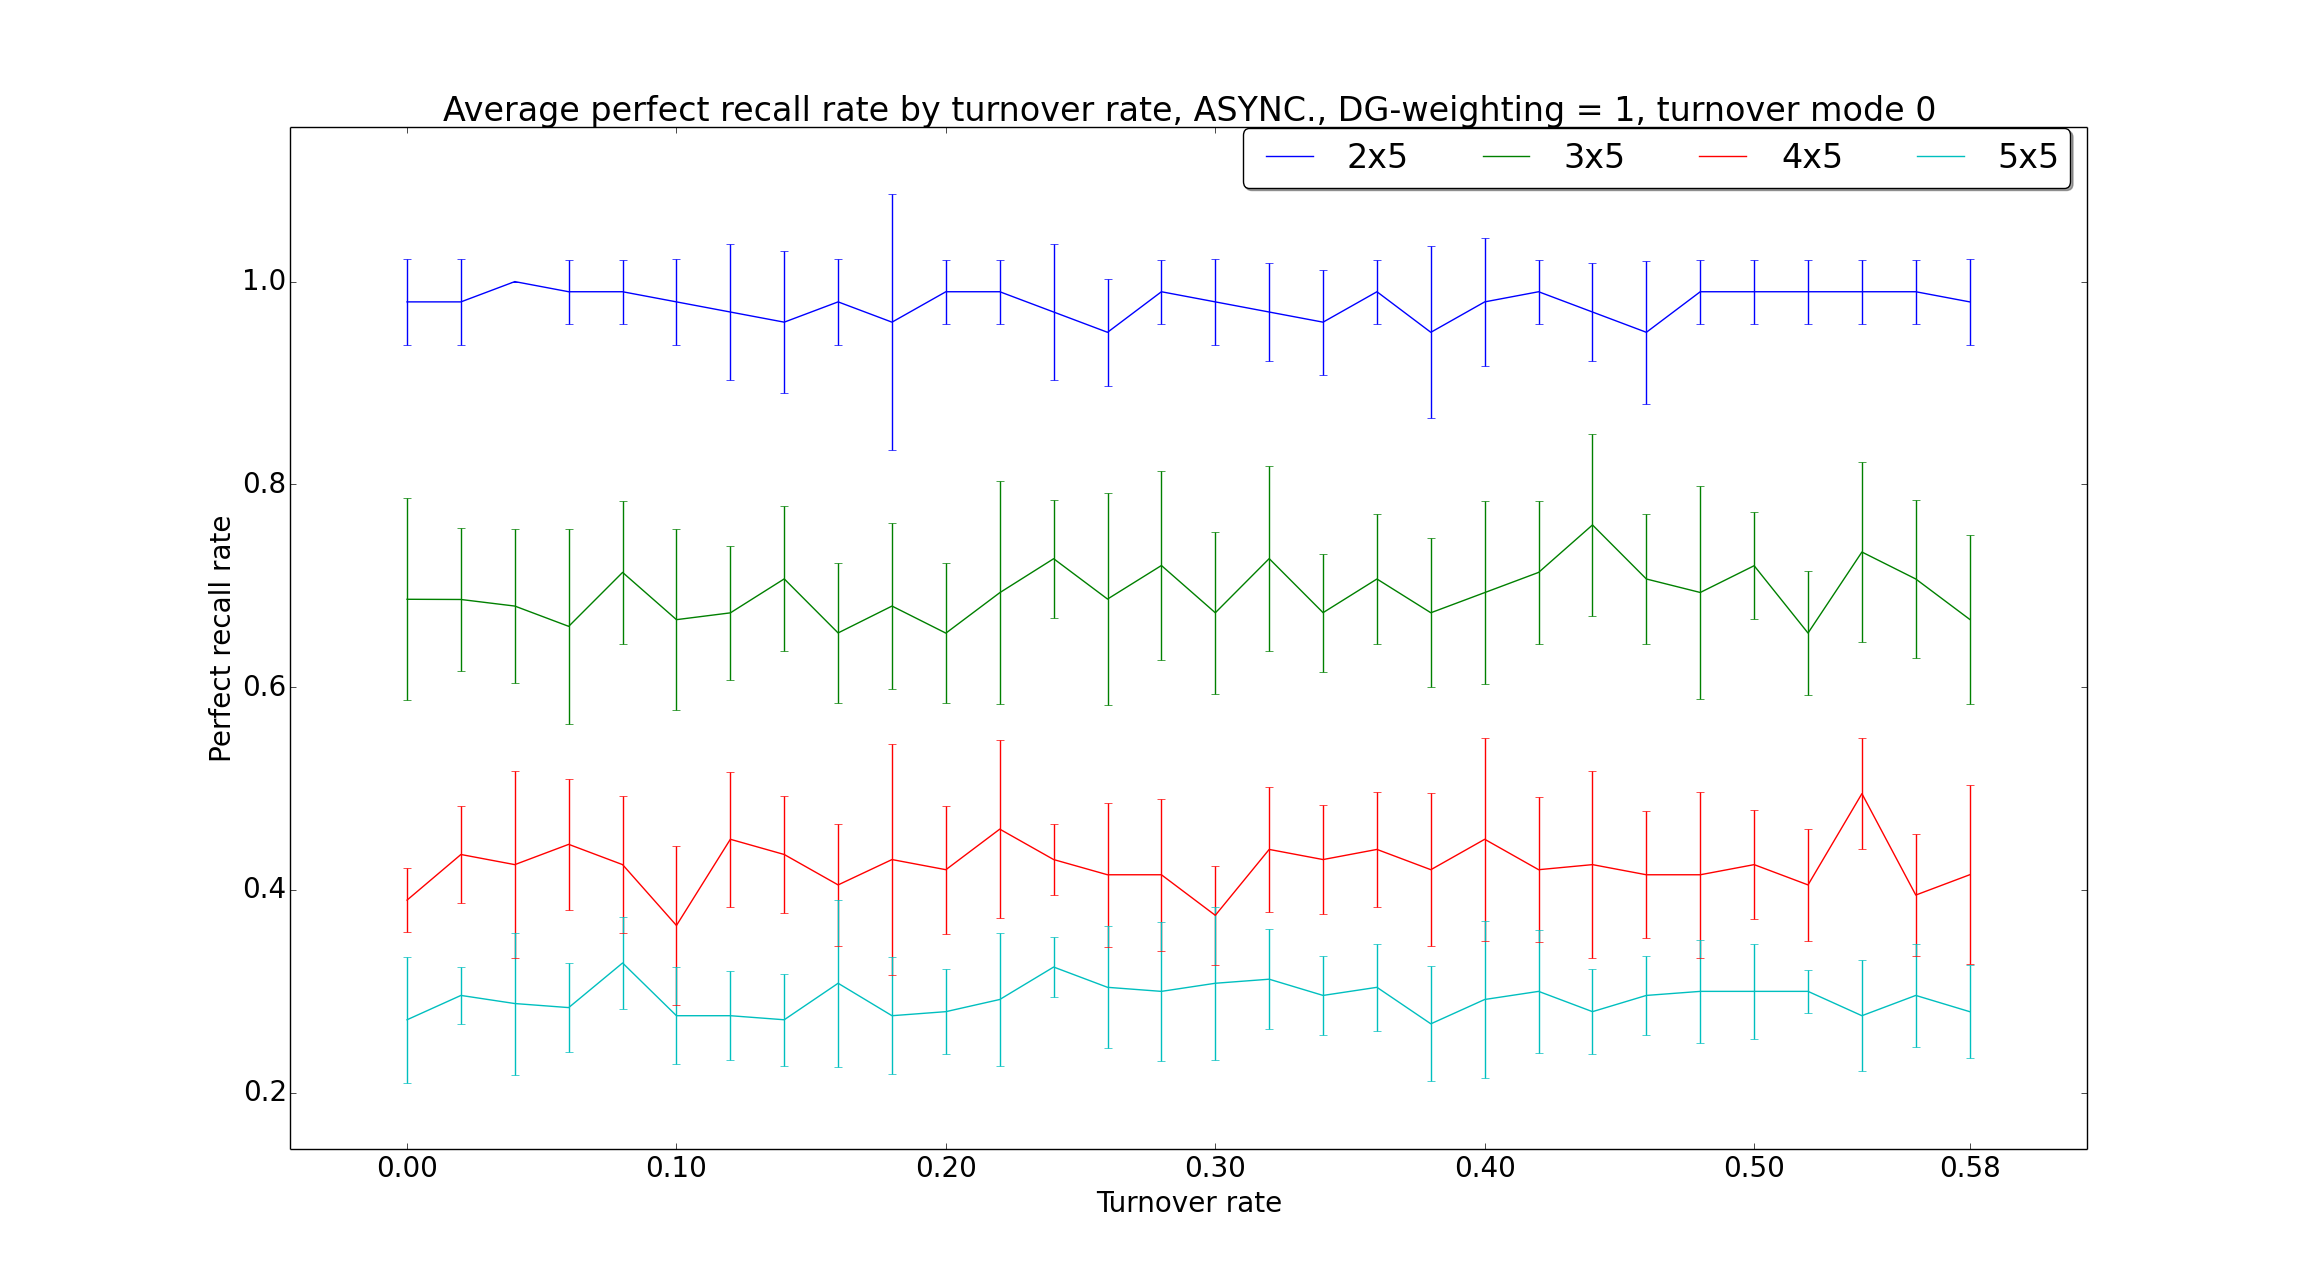 Average perfect recall rate by turnover rate, ASYNC., DG-weighting = 1, turnover mode 0
2x5 3x5 4x5 5x5
1.0
0.8
0.6
0.4
0.2
Perfect recall rate
0.00 0.10 0.20 0.30 0.40 0.50 0.58
Turnover rate